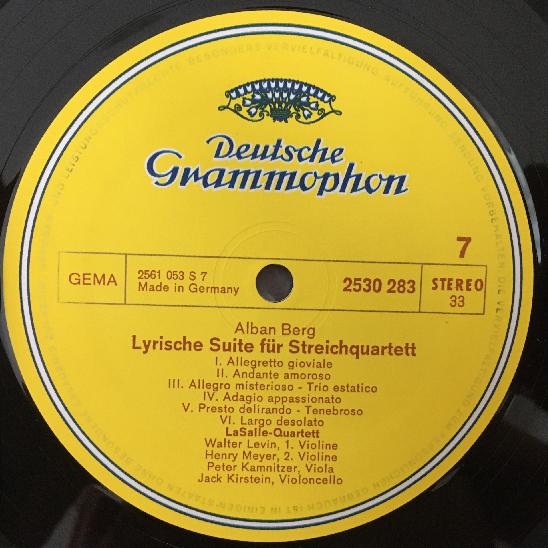 Deutsche
Grammophon
7
GEMA
2561 053 S 7
Made in Germany
2530 283
STEREO
33
Alban Berg
Lyrische Suite für Streichquartett
I. Allegretto gioviale
II. Andante amoroso
III. Allegro misterioso - Trio estatico
IV. Adagio appassionato
V. Presto delirando - Tenebroso
VI. Largo desolato
LaSalle-Quartett
Walter Levin, 1. Violine
Henry Meyer, 2. Violine
Peter Kamnitzer, Viola
Jack Kirstein, Violoncello